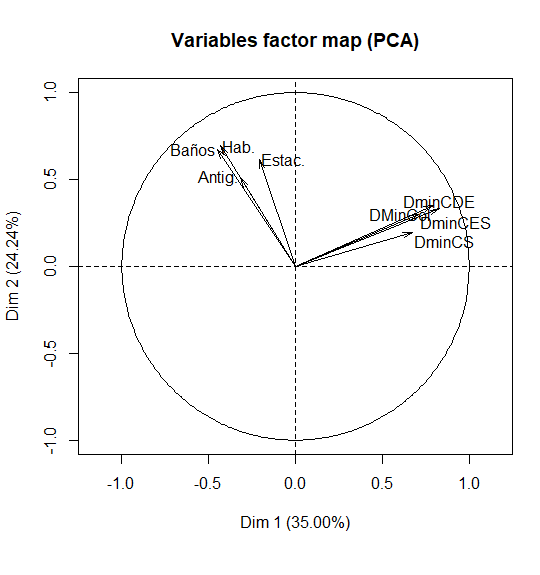 Variables factor map (PCA)
Dim 2 (24.24%)
1.0
0.5
0.0
-0.5
-1.0
Baños
Hab.
Estac.
Antig.
DminCDE
DMinCol
DminCES
DminCS
-1.0
-0.5
0.0
0.5
1.0
Dim 1 (35.00%)